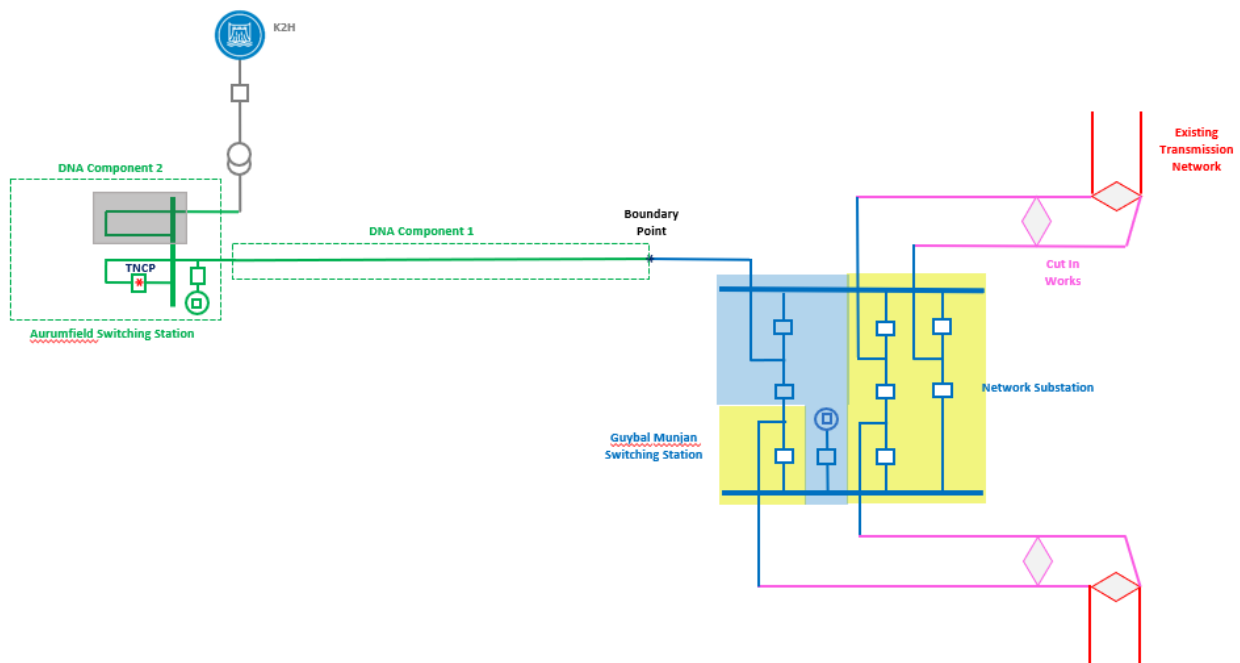 K2H
DNA Component 2
TNCP
Aurumfield Switching Station
DNA Component 1
Boundary
Point
Existing
Transmission
Network
Cut In
Works
Network Substation
Guybal Munjan
Switching Station